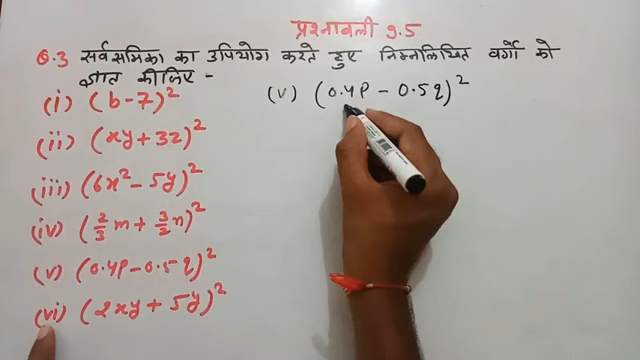 प्रश्नावली 9.5
Q.3 सर्वसमिका का उपियोग करते हुए निम्नलिखित वर्गो को
ज्ञात कीजिए -
(i) (b-7)²
(ii) (xy+3z)²
(iii) (6x²-5y)²
(iv) (2/3 m + 3/2 n)²
(v) (0.4p-0.5q)²
(vi) (2xy+5y)²
(v) (0.4p - 0.5q)²